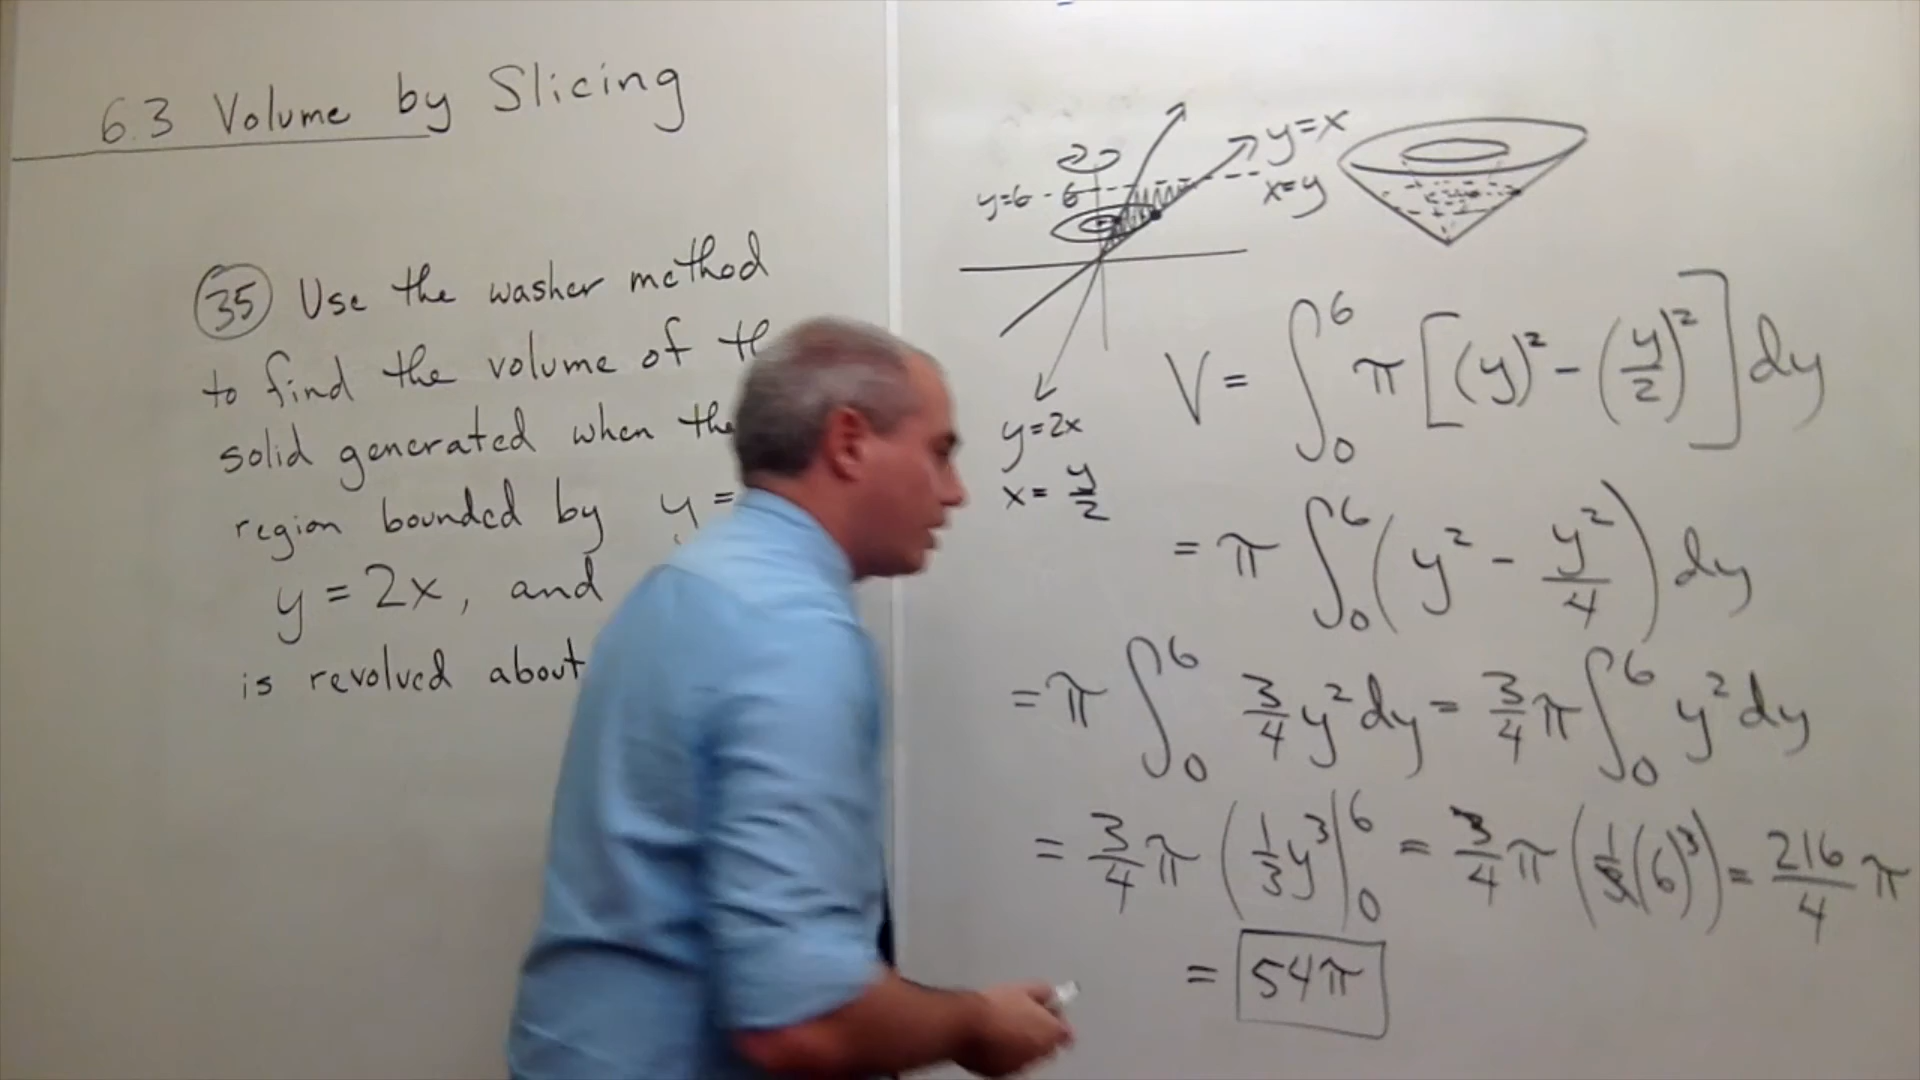 6.3 Volume by Slicing
35 Use the washer method
to find the volume of
solid generated when the
region bounded by y =
y = 2x, and
is revolved about
y=6 - 6
y=x
x=y
y=2x
x= y/2
V = ∫₀⁶ π[(y)² - (y/2)²] dy
= π ∫₀⁶ (y² - y²/4) dy
= π ∫₀⁶ 3/4 y² dy = 3/4 π ∫₀⁶ y² dy
= 3/4 π (1/3 y³ |₀⁶ = 3/4 π (1/3 (6)³) = 216/4 π
= 54π